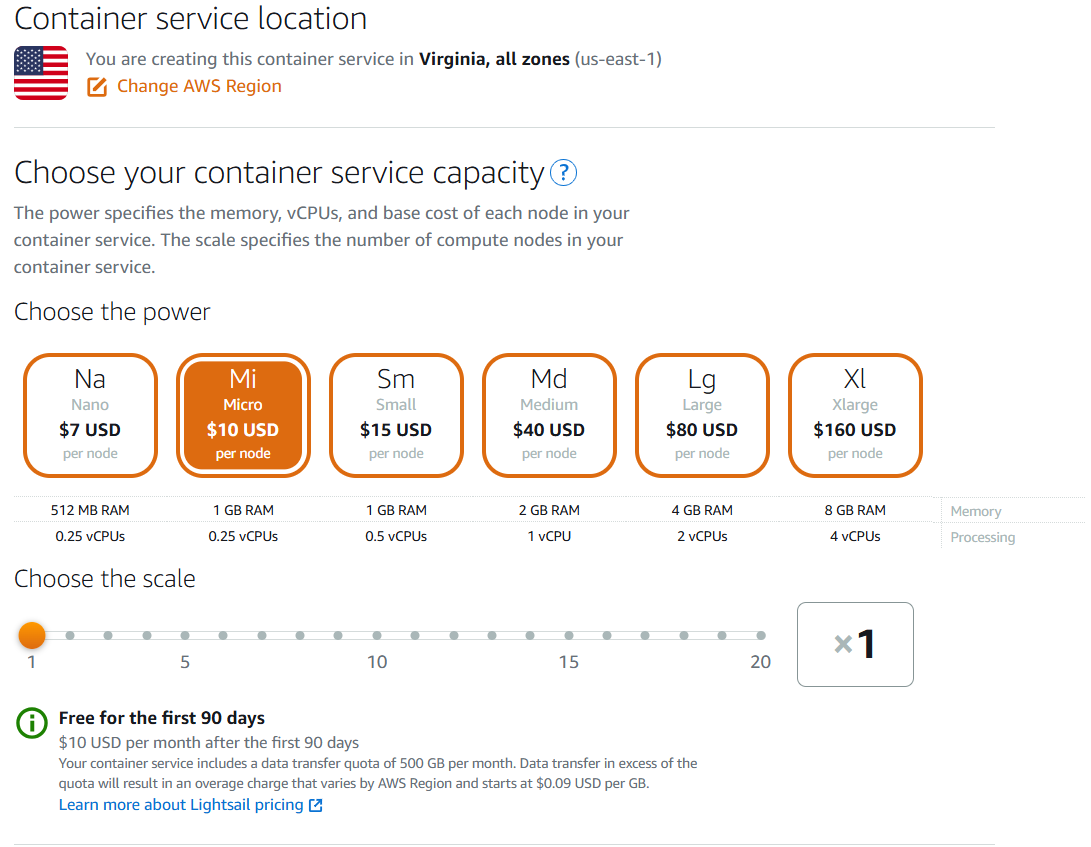 Container service location
You are creating this container service in Virginia, all zones (us-east-1)
Change AWS Region
Choose your container service capacity ?
The power specifies the memory, vCPUs, and base cost of each node in your
container service. The scale specifies the number of compute nodes in your
container service.
Choose the power
Na Mi Sm Md Lg Xl
Nano Micro Small Medium Large Xlarge
$7 USD $10 USD $15 USD $40 USD $80 USD $160 USD
per node per node per node per node per node per node
512 MB RAM 1 GB RAM 1 GB RAM 2 GB RAM 4 GB RAM 8 GB RAM Memory
0.25 vCPUs 0.25 vCPUs 0.5 vCPUs 1 vCPU 2 vCPUs 4 vCPUs Processing
Choose the scale
×1
1 5 10 15 20
Free for the first 90 days
$10 USD per month after the first 90 days
Your container service includes a data transfer quota of 500 GB per month. Data transfer in excess of the
quota will result in an overage charge that varies by AWS Region and starts at $0.09 USD per GB.
Learn more about Lightsail pricing